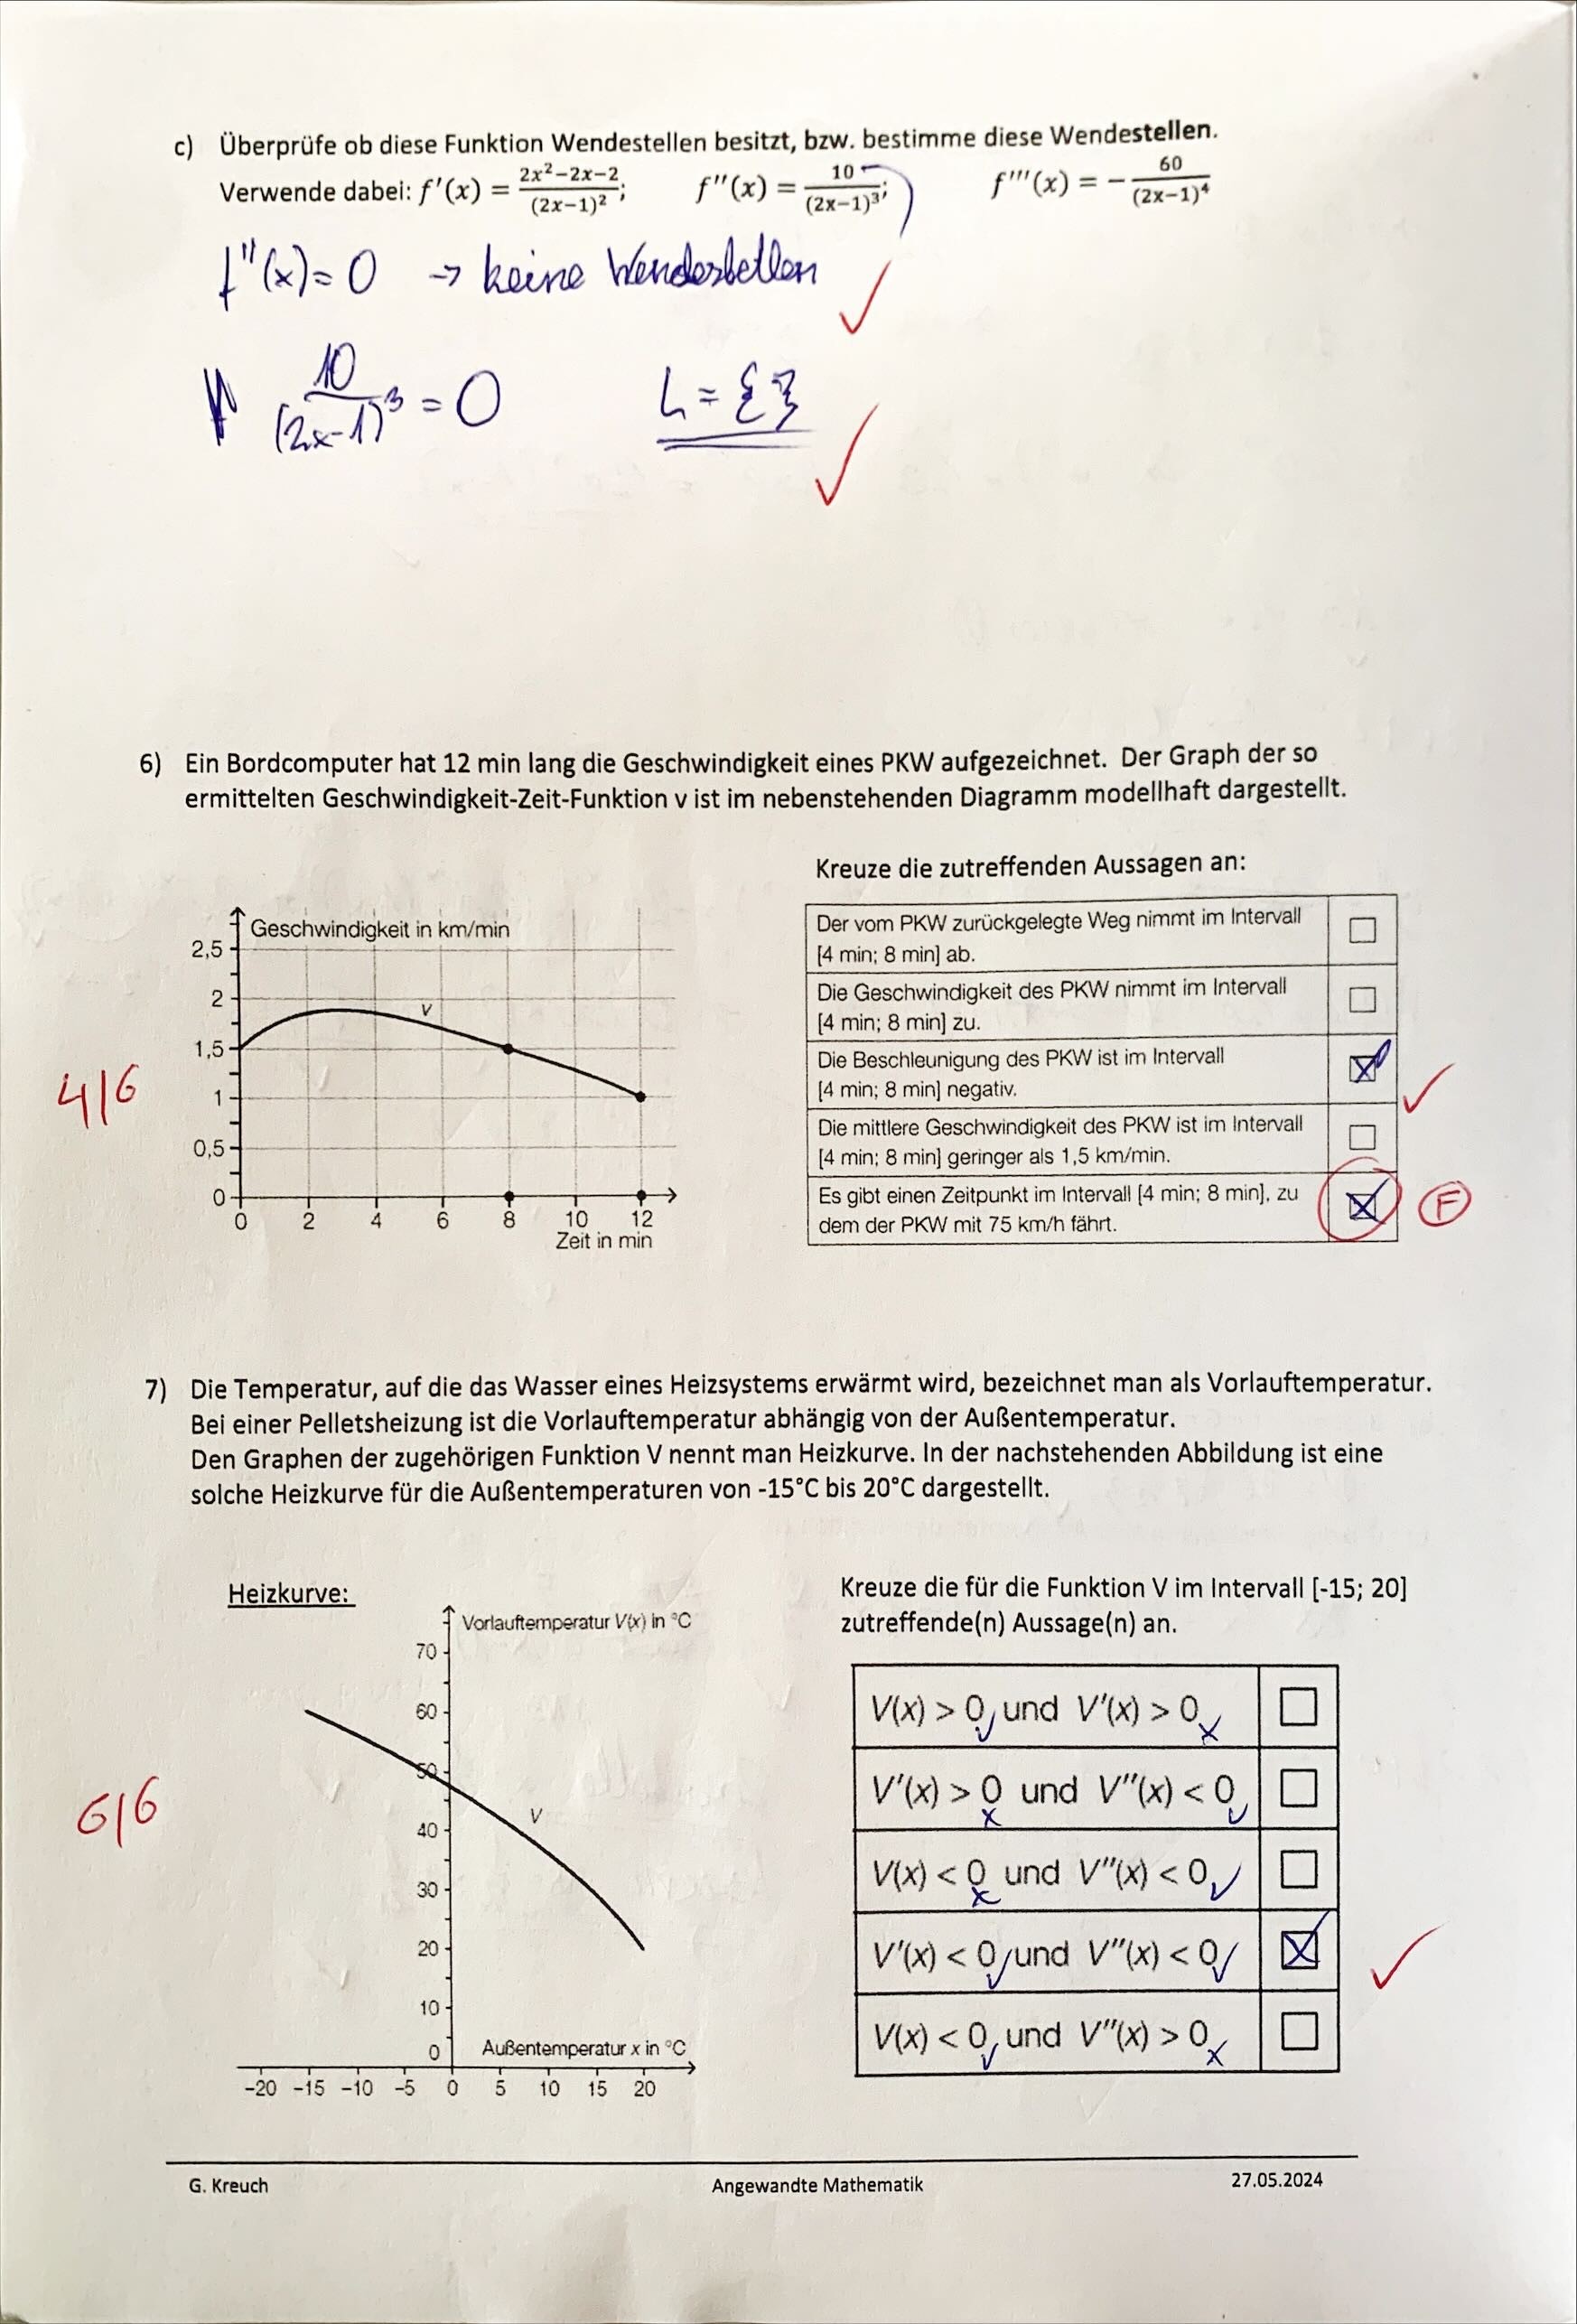 c) Überprüfe ob diese Funktion Wendestellen besitzt, bzw. bestimme diese Wendestellen.
Verwende dabei: f'(x) = (2x²−2x−2)/(2x−1)²; f''(x) = 10/(2x−1)³; f'''(x) = − 60/(2x−1)⁴
f''(x) = 0 → keine Wendestellen
10/(2x-1)³ = 0 L = { }
6) Ein Bordcomputer hat 12 min lang die Geschwindigkeit eines PKW aufgezeichnet. Der Graph der so
ermittelten Geschwindigkeit-Zeit-Funktion v ist im nebenstehenden Diagramm modellhaft dargestellt.
4/6
Geschwindigkeit in km/min
2,5
2
1,5
1
0,5
0
v
0 2 4 6 8 10 12
Zeit in min
Kreuze die zutreffenden Aussagen an:
Der vom PKW zurückgelegte Weg nimmt im Intervall
[4 min; 8 min] ab.
Die Geschwindigkeit des PKW nimmt im Intervall
[4 min; 8 min] zu.
Die Beschleunigung des PKW ist im Intervall
[4 min; 8 min] negativ.
Die mittlere Geschwindigkeit des PKW ist im Intervall
[4 min; 8 min] geringer als 1,5 km/min.
Es gibt einen Zeitpunkt im Intervall [4 min; 8 min], zu
dem der PKW mit 75 km/h fährt.
F
7) Die Temperatur, auf die das Wasser eines Heizsystems erwärmt wird, bezeichnet man als Vorlauftemperatur.
Bei einer Pelletsheizung ist die Vorlauftemperatur abhängig von der Außentemperatur.
Den Graphen der zugehörigen Funktion V nennt man Heizkurve. In der nachstehenden Abbildung ist eine
solche Heizkurve für die Außentemperaturen von -15°C bis 20°C dargestellt.
6/6
Heizkurve:
Vorlauftemperatur V(x) in °C
70
60
50
40
30
20
10
0
V
Außentemperatur x in °C
−20 −15 −10 −5 0 5 10 15 20
Kreuze die für die Funktion V im Intervall [-15; 20]
zutreffende(n) Aussage(n) an.
V(x) > 0 und V'(x) > 0
V'(x) > 0 und V''(x) < 0
V(x) < 0 und V''(x) < 0
V'(x) < 0 und V''(x) < 0
V(x) < 0 und V''(x) > 0
G. Kreuch Angewandte Mathematik 27.05.2024